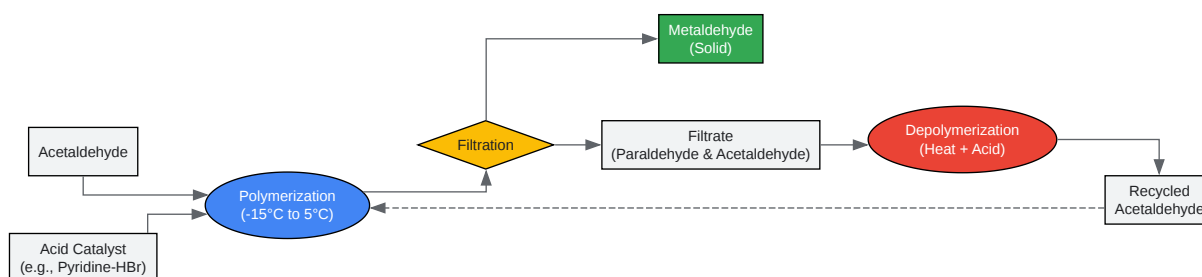 Metaldehyde
(Solid)
Acetaldehyde
Filtration
Filtrate
(Paraldehyde & Acetaldehyde)
Depolymerization
(Heat + Acid)
Polymerization
(-15°C to 5°C)
Recycled
Acetaldehyde
Acid Catalyst
(e.g., Pyridine-HBr)